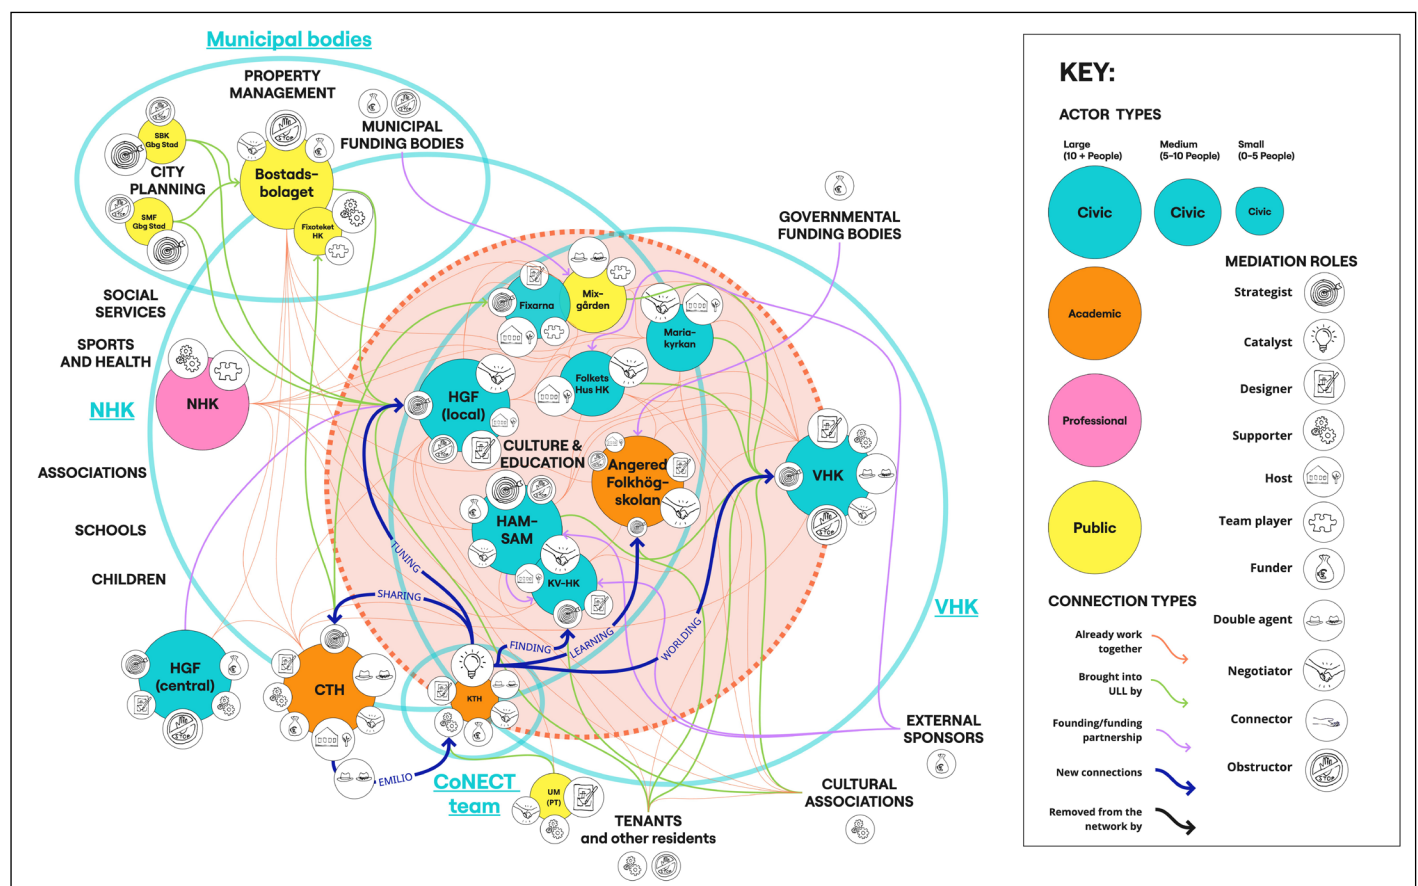 Municipal bodies
PROPERTY
MANAGEMENT
MUNICIPAL
FUNDING BODIES
SBK
Gbg Stad
CITY
PLANNING
Bostads-
bolaget
SMF
Gbg Stad
Fixoteket
HK
GOVERNMENTAL
FUNDING BODIES
SOCIAL
SERVICES
SPORTS
AND HEALTH
NHK
NHK
ASSOCIATIONS
SCHOOLS
CHILDREN
Fixarna
Mix-
gården
Maria-
kyrkan
Folkets
Hus HK
HGF
(local)
CULTURE &
EDUCATION
Angered
Folkhög-
skolan
VHK
HAM-
SAM
KV-HK
TUNING
SHARING
FINDING
LEARNING
WORLDING
VHK
HGF
(central)
CTH
KTH
EMILIO
CoNECT
team
UM
(PT)
TENANTS
and other residents
CULTURAL
ASSOCIATIONS
EXTERNAL
SPONSORS
STOP
STOP
STOP
STOP
KEY:
ACTOR TYPES
Large
(10 + People)
Medium
(5-10 People)
Small
(0-5 People)
Civic
Civic
Civic
Academic
Professional
Public
MEDIATION ROLES
Strategist
Catalyst
Designer
Supporter
Host
Team player
Funder
Double agent
Negotiator
Connector
Obstructor
STOP
CONNECTION TYPES
Already work
together
Brought into
ULL by
Founding/funding
partnership
New connections
Removed from the
network by